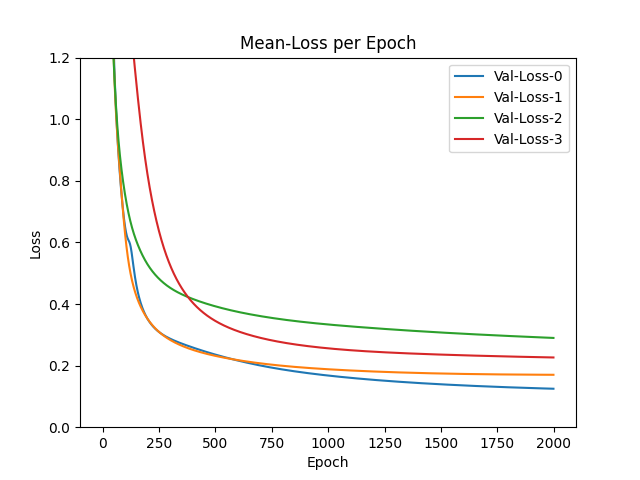 Mean-Loss per Epoch
Val-Loss-0
Val-Loss-1
Val-Loss-2
Val-Loss-3
1.2
1.0
0.8
0.6
0.4
0.2
0.0
Loss
0 250 500 750 1000 1250 1500 1750 2000
Epoch